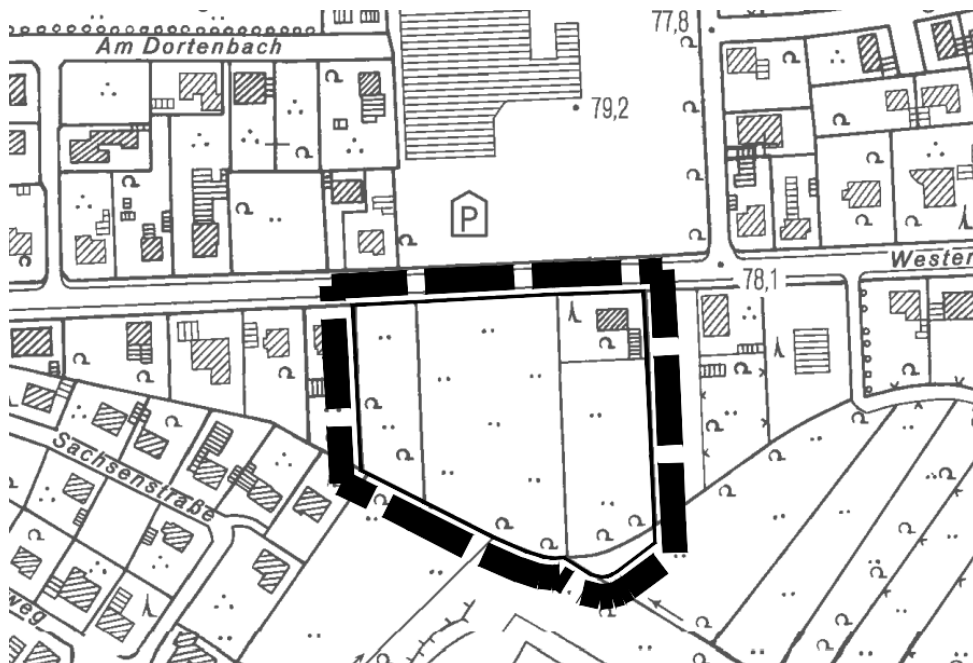 Am Dortenbach
77,8
79,2
P
Wester
78,1
Sachsenstraße
weg